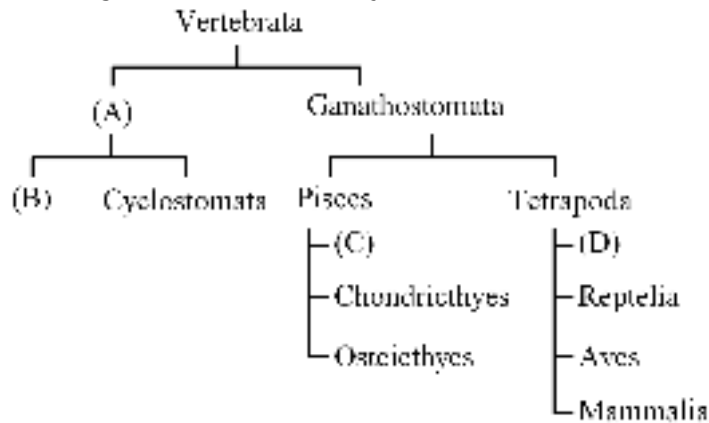 Vertebrata
(A) Ganathostomata
(B) Cyclostomata Pisces Tetrapoda
(C) (D)
Chondricthyes Reptelia
Osteicthyes Aves
Mammalia